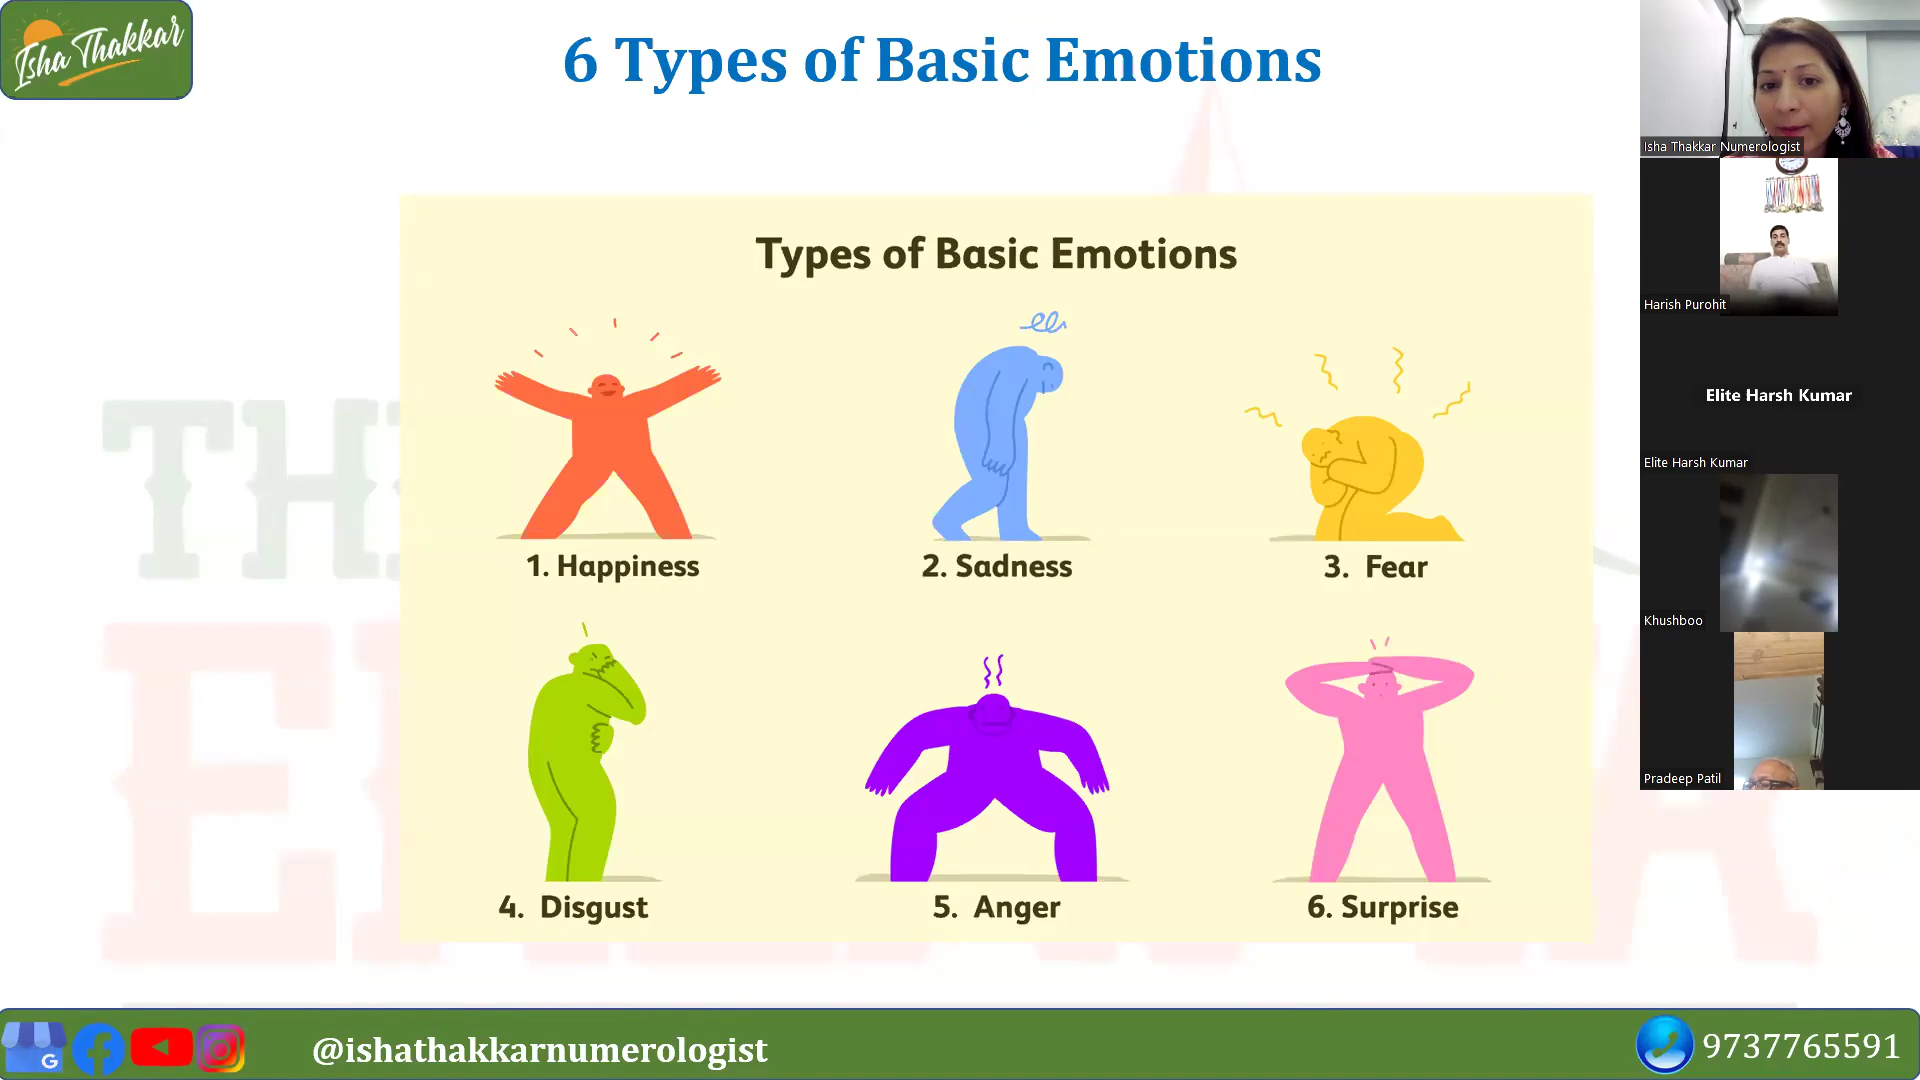 Isha Thakkar
6 Types of Basic Emotions
Types of Basic Emotions
1. Happiness
2. Sadness
3. Fear
4. Disgust
5. Anger
6. Surprise
Isha Thakkar Numerologist
Harish Purohit
Elite Harsh Kumar
Elite Harsh Kumar
Khushboo
Pradeep Patil
G
@ishathakkarnumerologist
9737765591